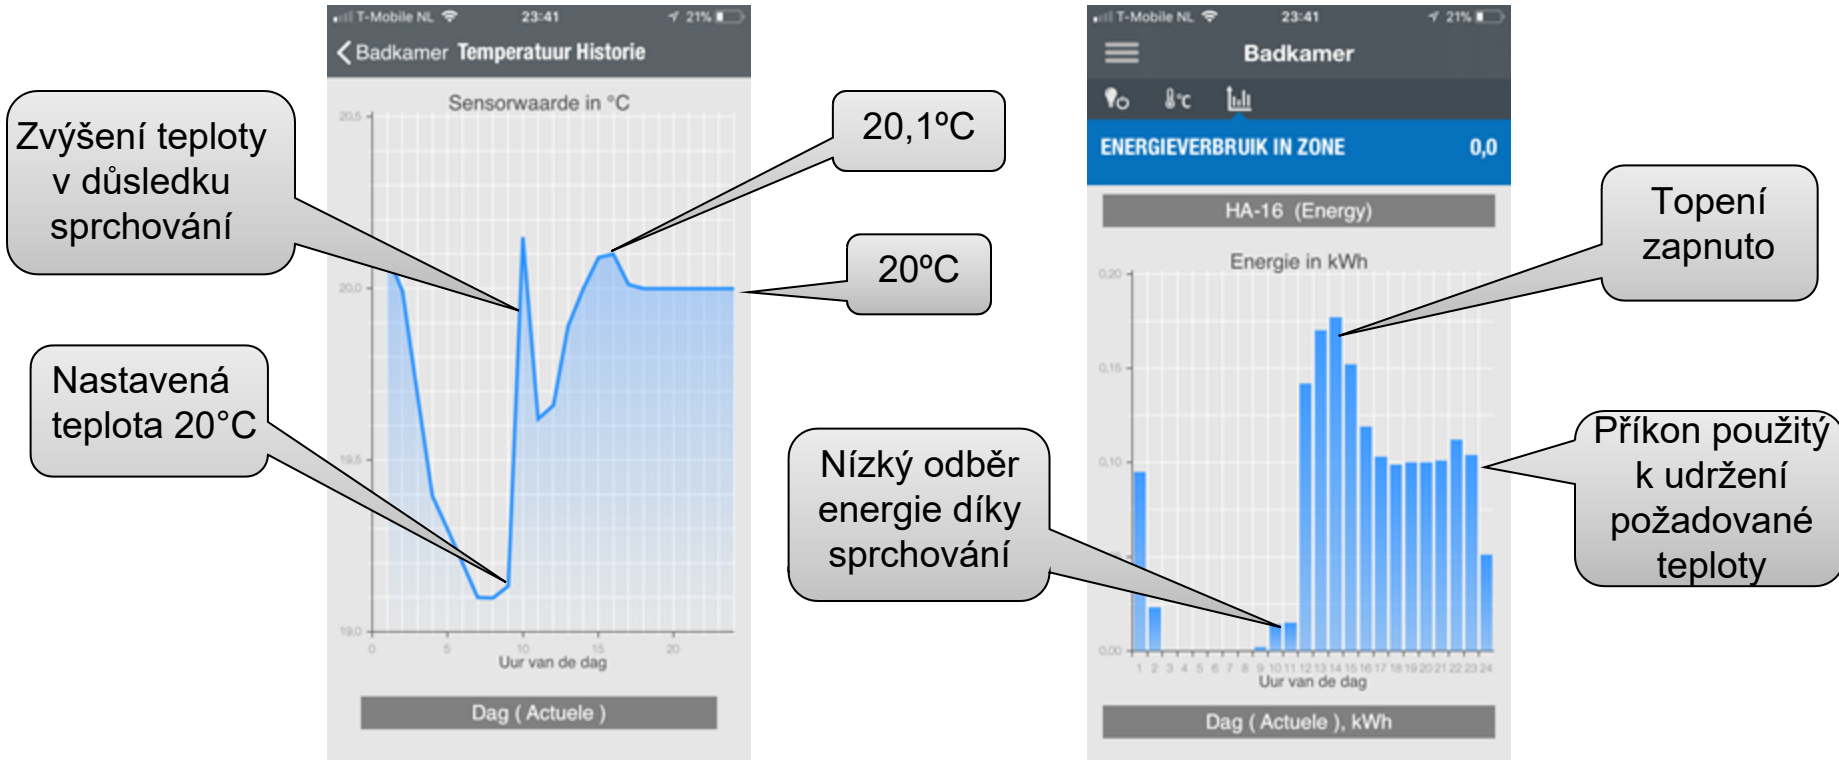 T-Mobile NL 23:41 21%
Badkamer Temperatuur Historie
Sensorwaarde in °C
20,5
20,0
19,5
19,0
0 5 10 15 20
Uur van de dag
Dag ( Actuele )
Zvýšení teploty
v důsledku
sprchování
Nastavená
teplota 20°C
20,1ºC
20ºC
T-Mobile NL 23:41 21%
Badkamer
°C
ENERGIEVERBRUIK IN ZONE 0,0
HA-16 (Energy)
Energie in kWh
0,20
0,15
0,10
0,00
1 2 3 4 5 6 7 8 9 10 11 12 13 14 15 16 17 18 19 20 21 22 23 24
Uur van de dag
Dag ( Actuele ), kWh
Nízký odběr
energie díky
sprchování
Topení
zapnuto
Příkon použitý
k udržení
požadované
teploty